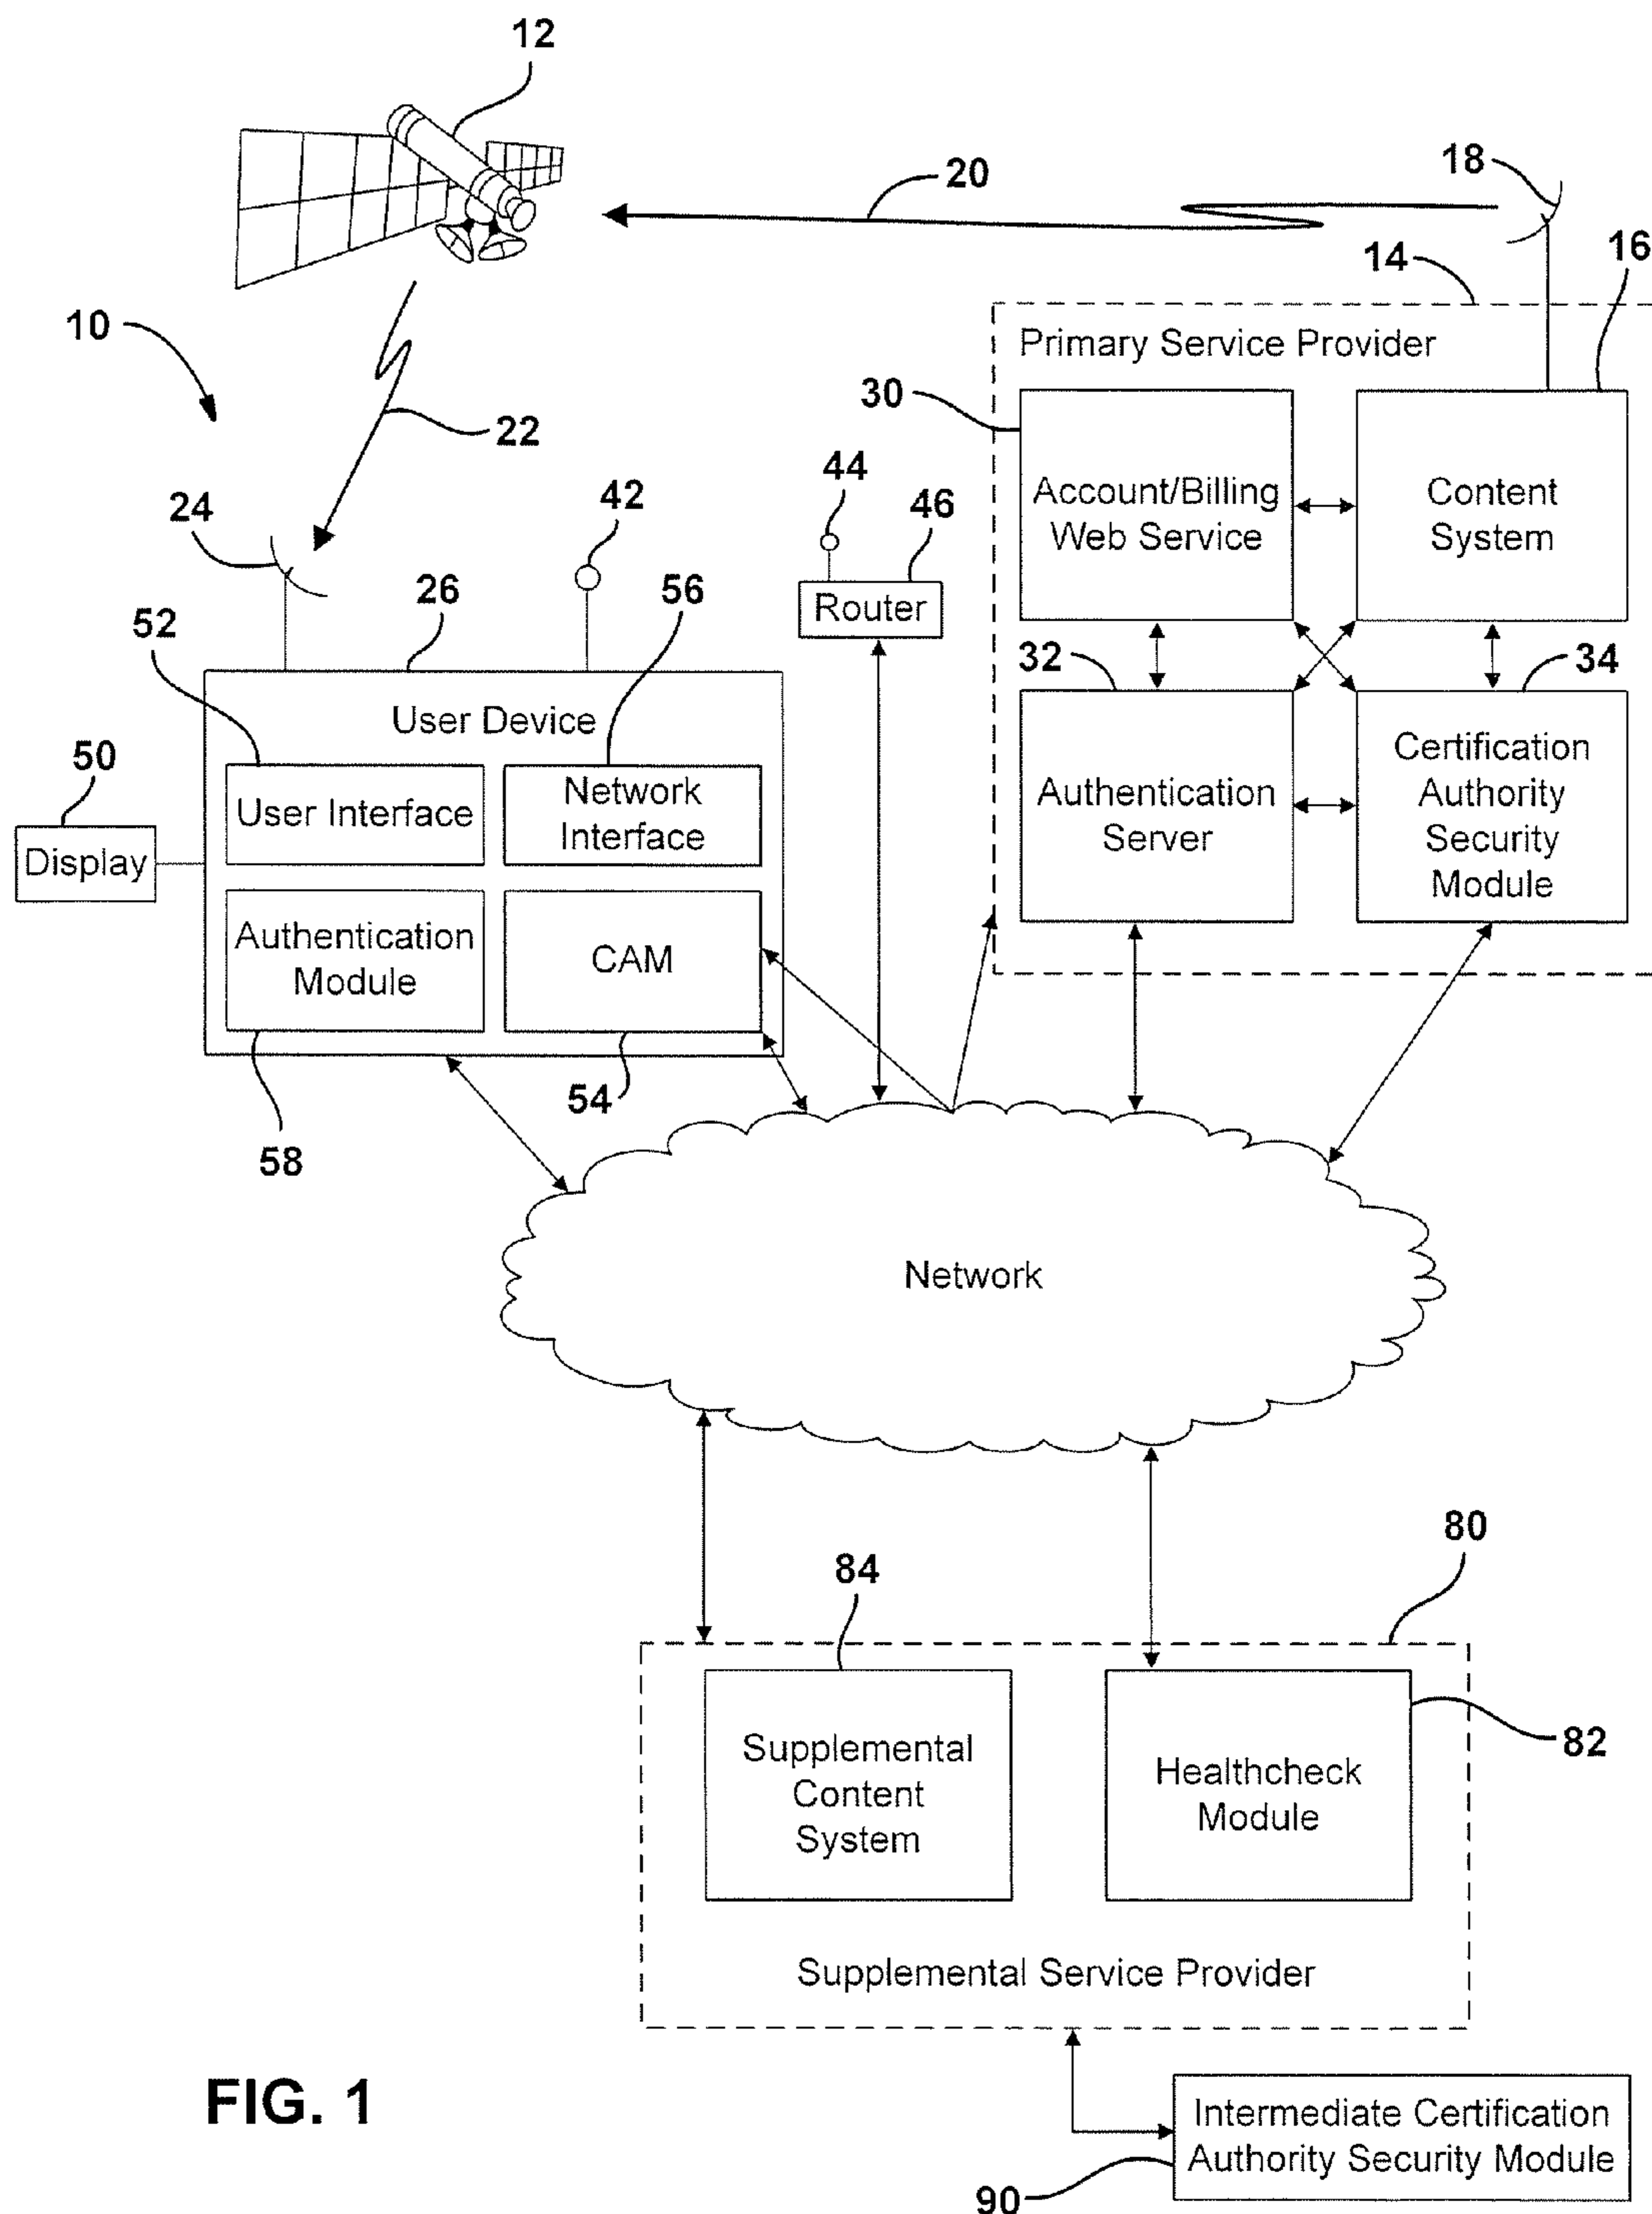 12
20
18
14
16
10
Primary Service Provider
22
30
Account/Billing
Web Service
Content
System
24
42
44
46
26
56
Router
52
32
34
User Device
50
Display
User Interface
Network
Interface
Authentication
Server
Certification
Authority
Security
Module
Authentication
Module
CAM
54
58
Network
80
84
Supplemental
Content
System
Healthcheck
Module
82
Supplemental Service Provider
FIG. 1
Intermediate Certification
Authority Security Module
90